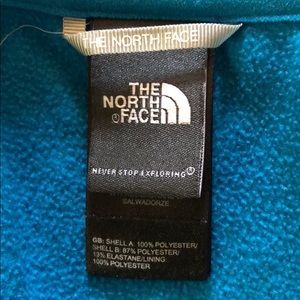 THE NORTH FACE
THE
NORTH
FACE
NEVER STOP EXPLORING
SALWADORZE
GB: SHELL A: 100% POLYESTER/
SHELL B: 87% POLYESTER/
13% ELASTANE/LINING:
100% POLYESTER